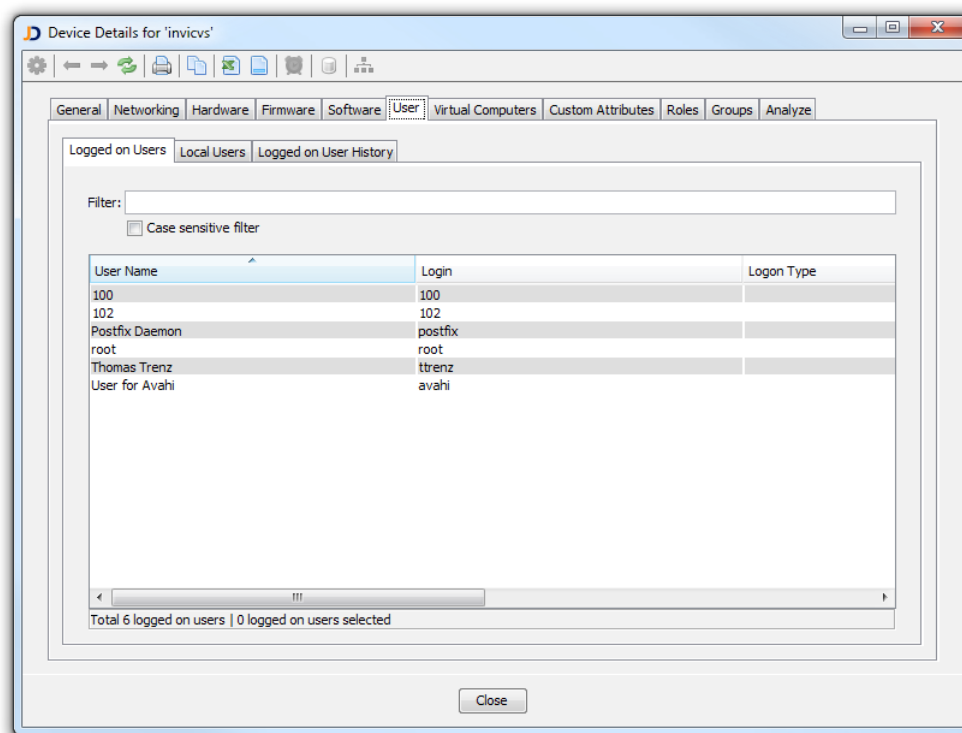 Device Details for 'invicvs'
General Networking Hardware Firmware Software User Virtual Computers Custom Attributes Roles Groups Analyze
Logged on Users Local Users Logged on User History
Filter:
Case sensitive filter
User Name Login Logon Type
100 100
102 102
Postfix Daemon postfix
root root
Thomas Trenz ttrenz
User for Avahi avahi
Total 6 logged on users | 0 logged on users selected
Close